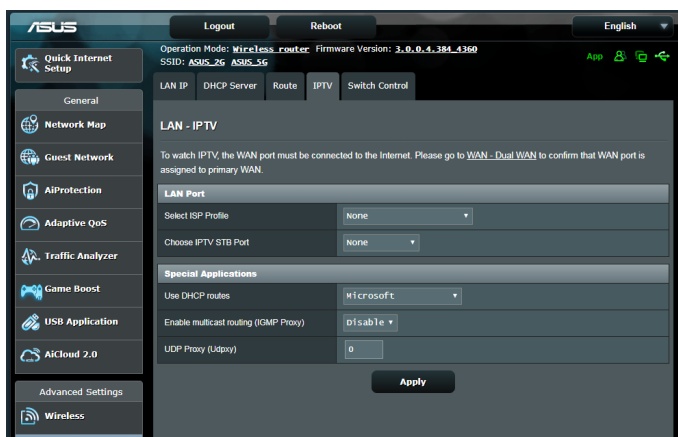 ASUS
Logout
Reboot
English
Quick Internet
Setup
Operation Mode: Wireless router Firmware Version: 3.0.0.4.384_4360
SSID: ASUS_2G ASUS_5G
App
LAN IP DHCP Server Route IPTV Switch Control
General
Network Map
Guest Network
AiProtection
Adaptive QoS
Traffic Analyzer
Game Boost
USB Application
AiCloud 2.0
Advanced Settings
Wireless
LAN - IPTV
To watch IPTV, the WAN port must be connected to the Internet. Please go to WAN - Dual WAN to confirm that WAN port is
assigned to primary WAN.
LAN Port
Select ISP Profile None
Choose IPTV STB Port None
Special Applications
Use DHCP routes Microsoft
Enable multicast routing (IGMP Proxy) Disable
UDP Proxy (Udpxy) 0
Apply